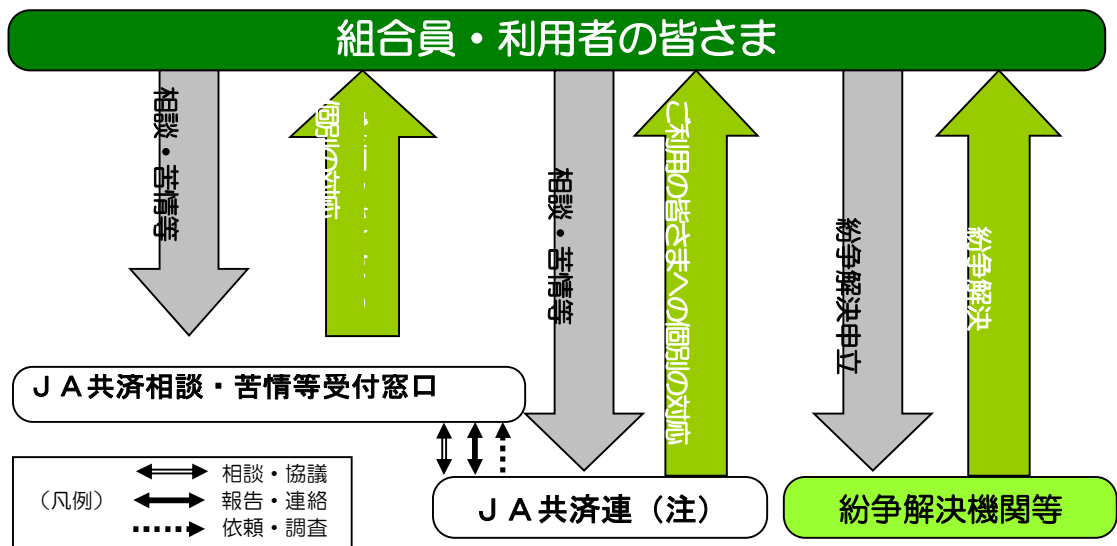 組合員・利用者の皆さま
相談・苦情等
個別の対応
相談・苦情等
ご利用の皆さまへの個別の対応
紛争解決申立
紛争解決
ＪＡ共済相談・苦情等受付窓口
（凡例）
相談・協議
報告・連絡
依頼・調査
ＪＡ共済連（注）
紛争解決機関等